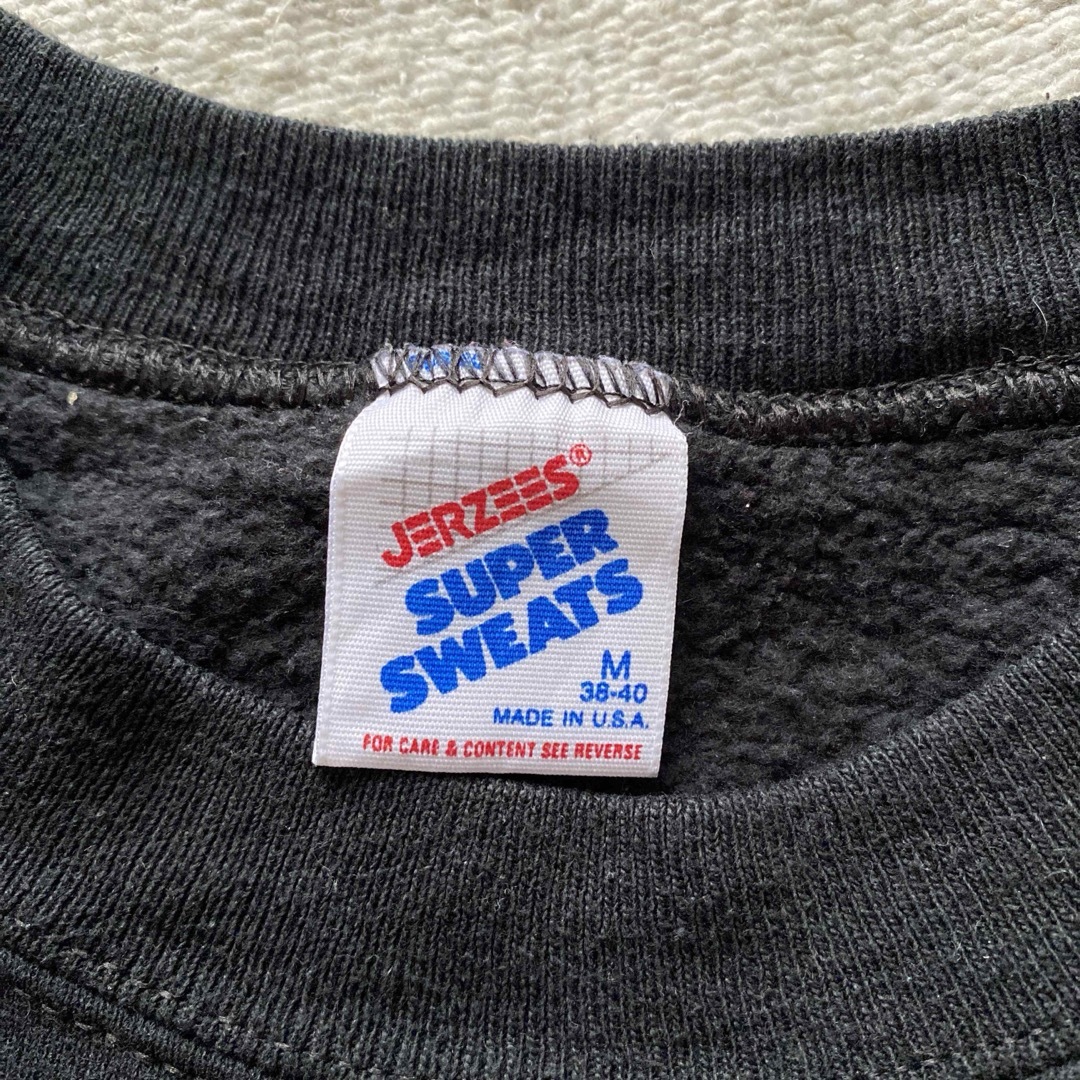 JERZEES®
SUPER
SWEATS
M
38-40
MADE IN U.S.A.
FOR CARE & CONTENT SEE REVERSE